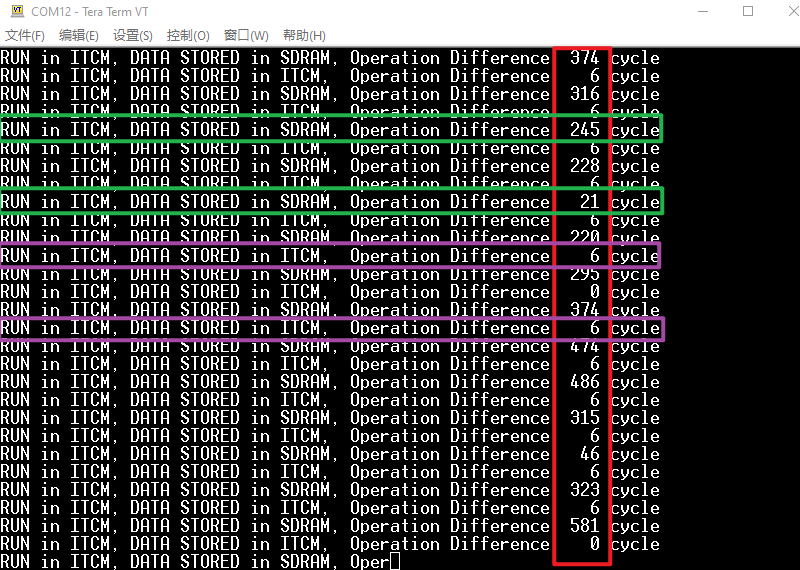 COM12 - Tera Term VT
文件(F) 编辑(E) 设置(S) 控制(O) 窗口(W) 帮助(H)
RUN in ITCM, DATA STORED in SDRAM, Operation Difference 374 cycle
RUN in ITCM, DATA STORED in ITCM, Operation Difference 6 cycle
RUN in ITCM, DATA STORED in SDRAM, Operation Difference 316 cycle
RUN in ITCM, DATA STORED in ITCM, Operation Difference 6 cycle
RUN in ITCM, DATA STORED in SDRAM, Operation Difference 245 cycle
RUN in ITCM, DATA STORED in ITCM, Operation Difference 6 cycle
RUN in ITCM, DATA STORED in SDRAM, Operation Difference 228 cycle
RUN in ITCM, DATA STORED in ITCM, Operation Difference 6 cycle
RUN in ITCM, DATA STORED in SDRAM, Operation Difference 21 cycle
RUN in ITCM, DATA STORED in ITCM, Operation Difference 6 cycle
RUN in ITCM, DATA STORED in SDRAM, Operation Difference 220 cycle
RUN in ITCM, DATA STORED in ITCM, Operation Difference 6 cycle
RUN in ITCM, DATA STORED in SDRAM, Operation Difference 295 cycle
RUN in ITCM, DATA STORED in ITCM, Operation Difference 0 cycle
RUN in ITCM, DATA STORED in SDRAM, Operation Difference 374 cycle
RUN in ITCM, DATA STORED in ITCM, Operation Difference 6 cycle
RUN in ITCM, DATA STORED in SDRAM, Operation Difference 474 cycle
RUN in ITCM, DATA STORED in ITCM, Operation Difference 6 cycle
RUN in ITCM, DATA STORED in SDRAM, Operation Difference 486 cycle
RUN in ITCM, DATA STORED in ITCM, Operation Difference 6 cycle
RUN in ITCM, DATA STORED in SDRAM, Operation Difference 315 cycle
RUN in ITCM, DATA STORED in ITCM, Operation Difference 6 cycle
RUN in ITCM, DATA STORED in SDRAM, Operation Difference 46 cycle
RUN in ITCM, DATA STORED in ITCM, Operation Difference 6 cycle
RUN in ITCM, DATA STORED in SDRAM, Operation Difference 323 cycle
RUN in ITCM, DATA STORED in ITCM, Operation Difference 6 cycle
RUN in ITCM, DATA STORED in SDRAM, Operation Difference 581 cycle
RUN in ITCM, DATA STORED in ITCM, Operation Difference 0 cycle
RUN in ITCM, DATA STORED in SDRAM, Oper